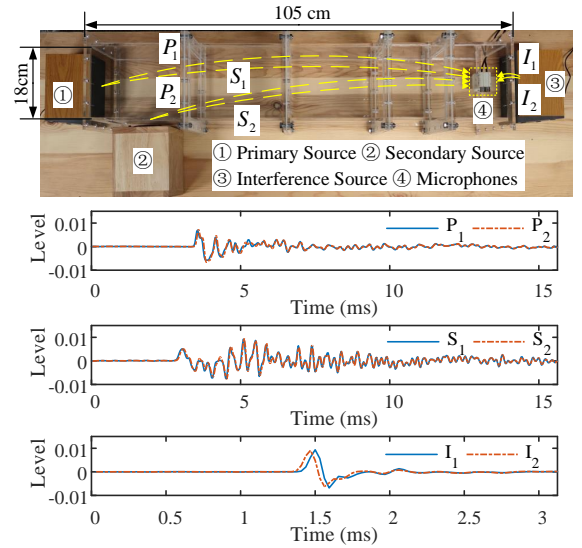 105 cm
18cm
P1
P2
S1
S2
I1
I2
①
②
③
④
① Primary Source ② Secondary Source
③ Interference Source ④ Microphones
Level
0.01
0
-0.01
P1 P2
0 5 10 15
Time (ms)
Level
0.01
0
-0.01
S1 S2
0 5 10 15
Time (ms)
Level
0.01
0
-0.01
I1 I2
0 0.5 1 1.5 2 2.5 3
Time (ms)